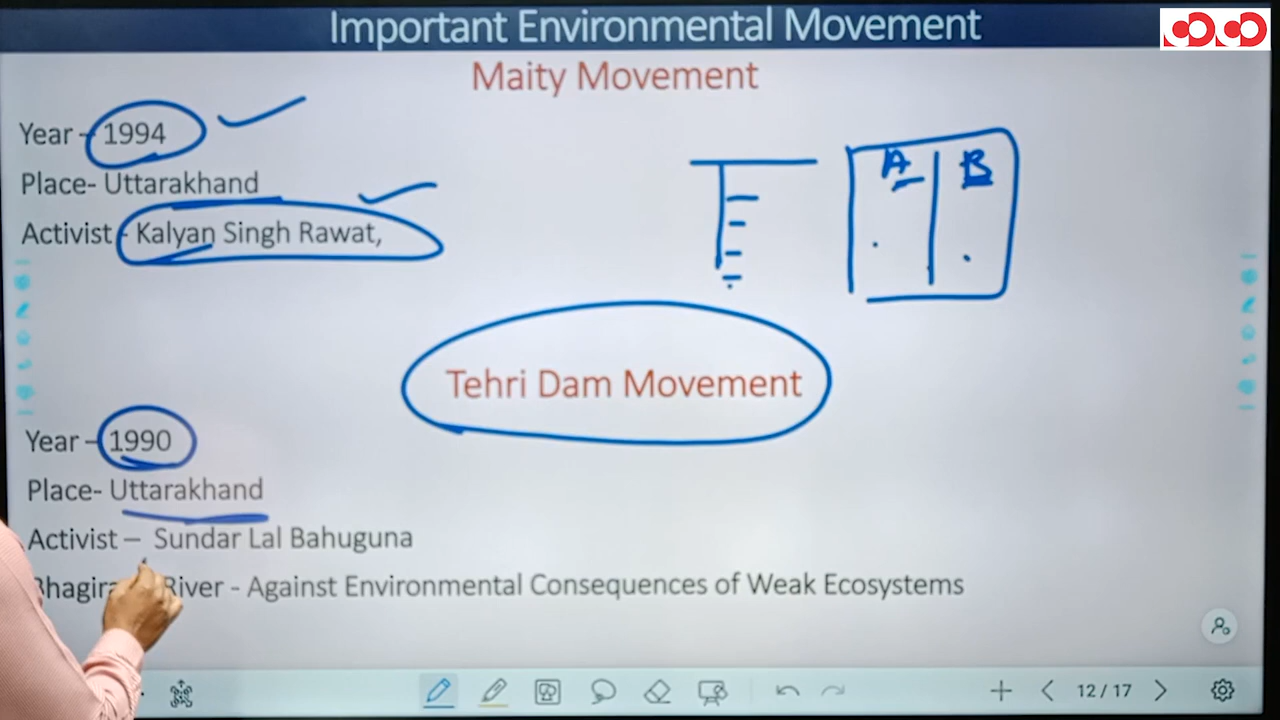 Important Environmental Movement
Maity Movement
Year - 1994
Place- Uttarakhand
Activist - Kalyan Singh Rawat,
A B
Tehri Dam Movement
Year – 1990
Place- Uttarakhand
Activist – Sundar Lal Bahuguna
River - Against Environmental Consequences of Weak Ecosystems
12 / 17